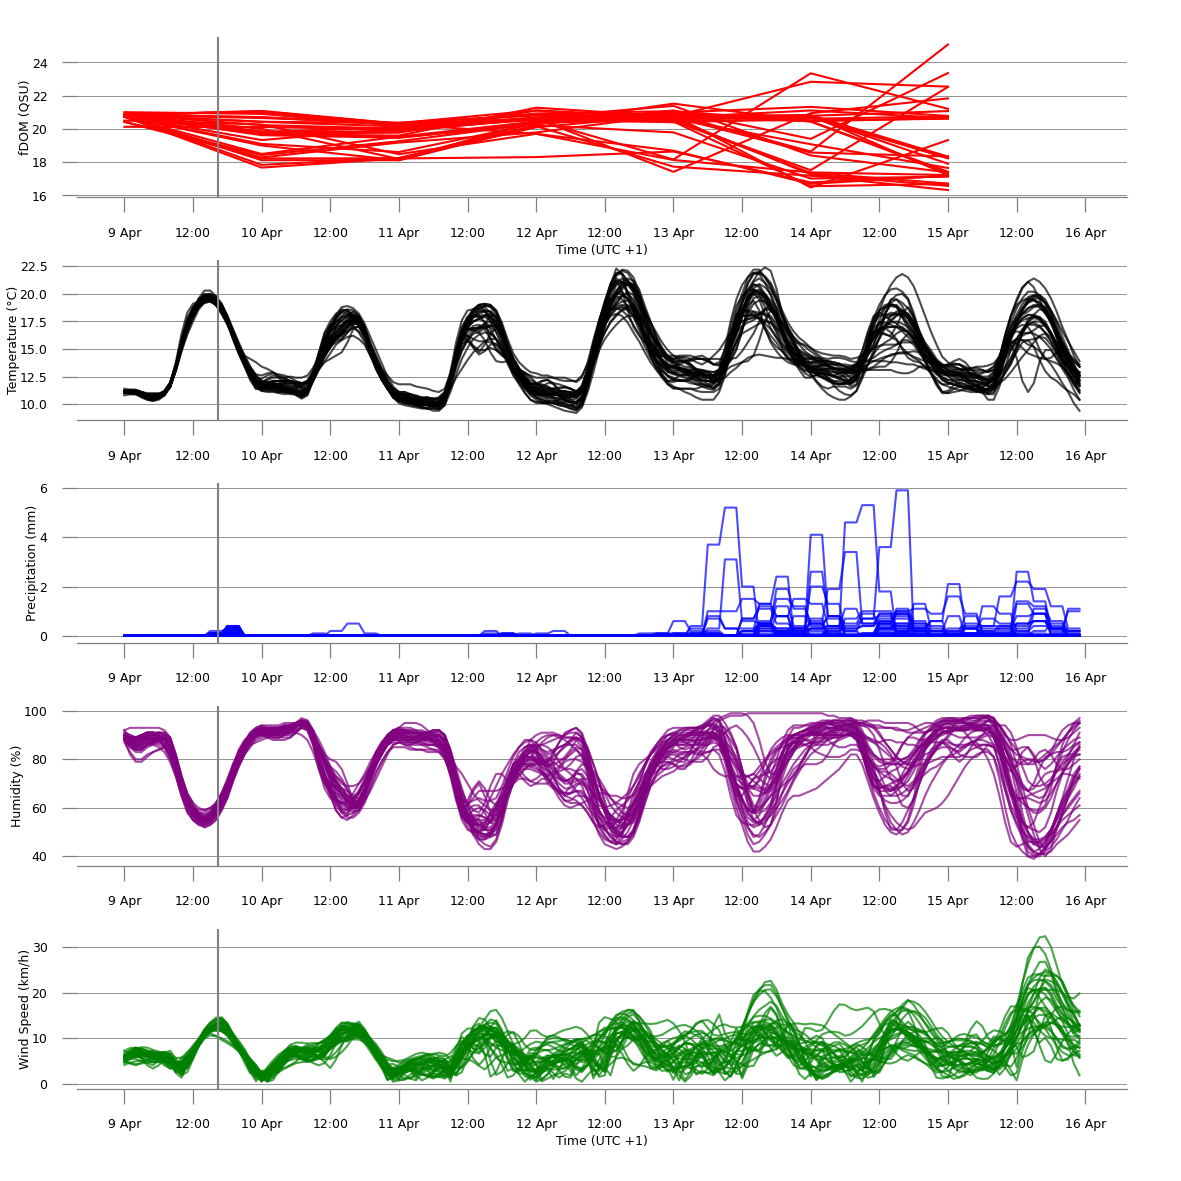 fDOM (QSU)
24
22
20
18
16
9 Apr 12:00 10 Apr 12:00 11 Apr 12:00 12 Apr 12:00 13 Apr 12:00 14 Apr 12:00 15 Apr 12:00 16 Apr
Time (UTC +1)
Temperature (°C)
22.5
20.0
17.5
15.0
12.5
10.0
9 Apr 12:00 10 Apr 12:00 11 Apr 12:00 12 Apr 12:00 13 Apr 12:00 14 Apr 12:00 15 Apr 12:00 16 Apr
Precipitation (mm)
6
4
2
0
9 Apr 12:00 10 Apr 12:00 11 Apr 12:00 12 Apr 12:00 13 Apr 12:00 14 Apr 12:00 15 Apr 12:00 16 Apr
Humidity (%)
100
80
60
40
9 Apr 12:00 10 Apr 12:00 11 Apr 12:00 12 Apr 12:00 13 Apr 12:00 14 Apr 12:00 15 Apr 12:00 16 Apr
Wind Speed (km/h)
30
20
10
0
9 Apr 12:00 10 Apr 12:00 11 Apr 12:00 12 Apr 12:00 13 Apr 12:00 14 Apr 12:00 15 Apr 12:00 16 Apr
Time (UTC +1)